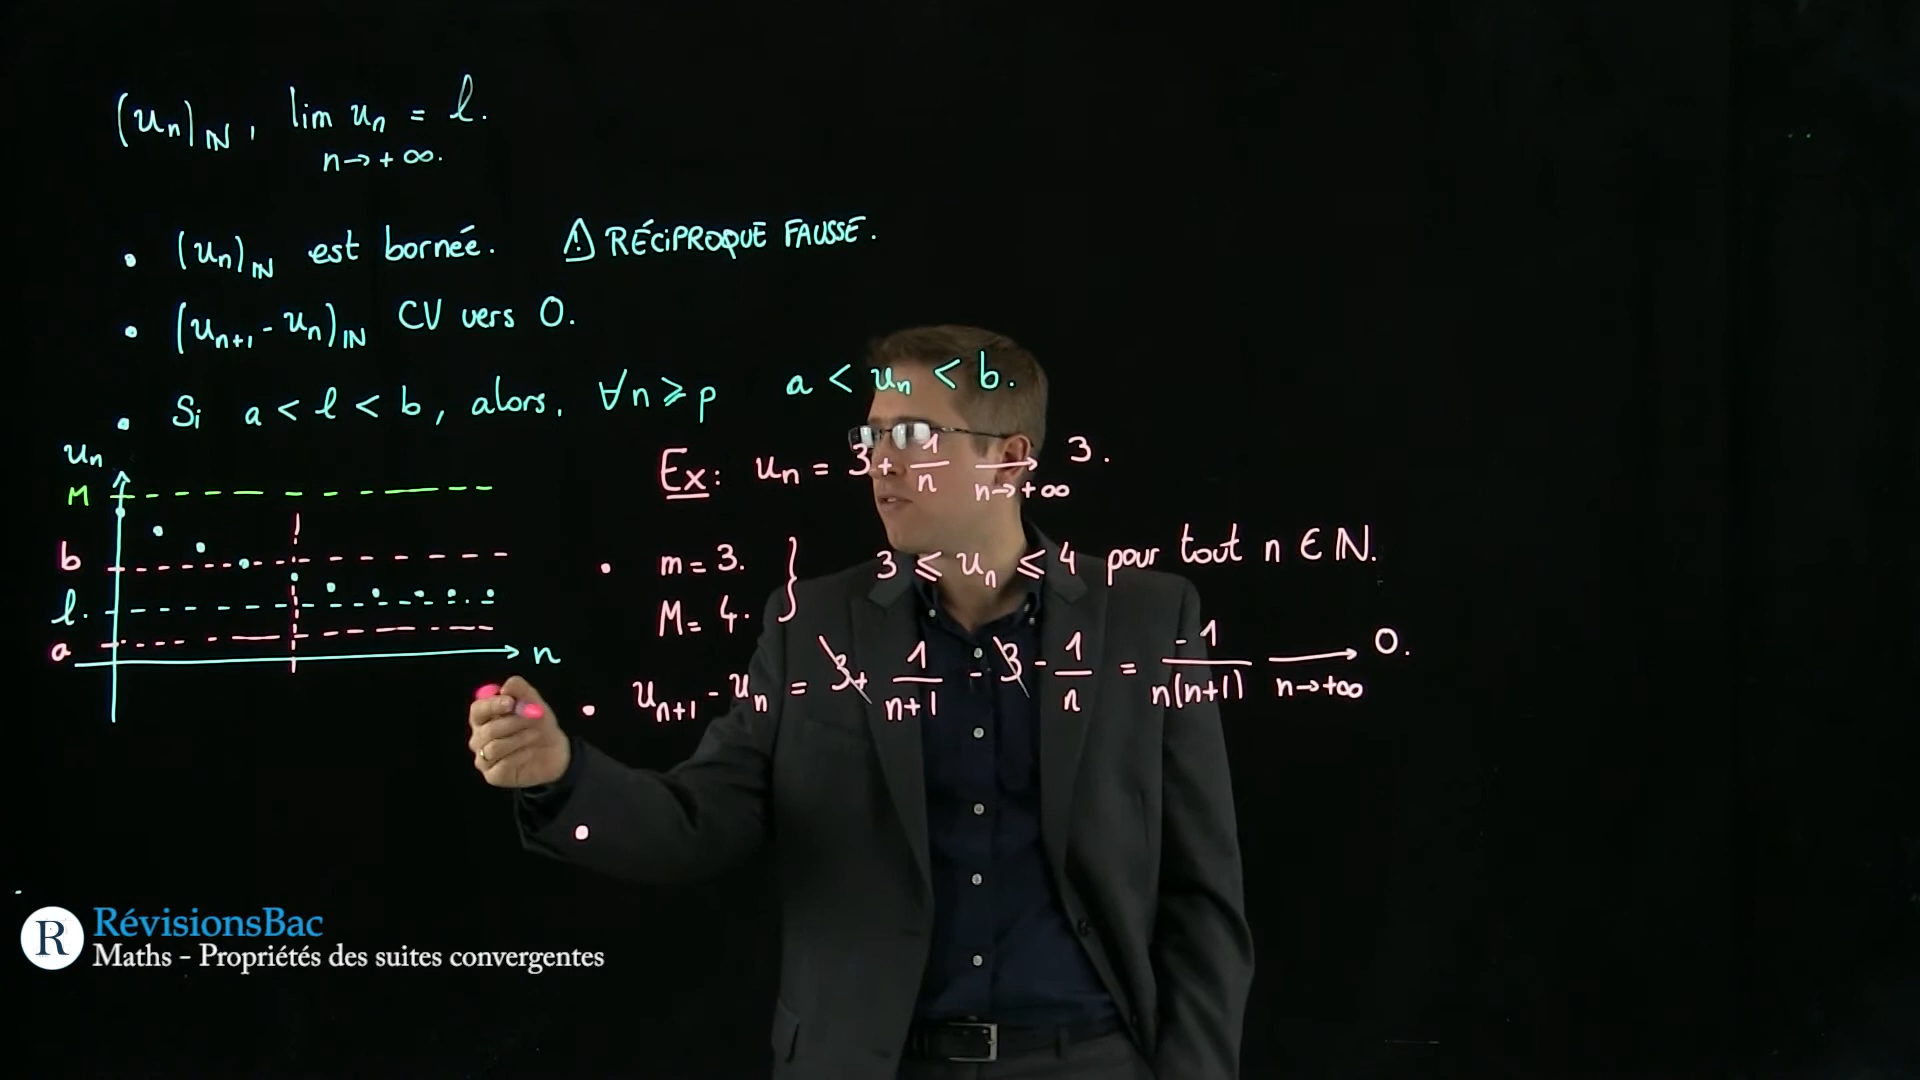 (uₙ)ℕ, lim uₙ = l.
n→+∞.
• (uₙ)ℕ est bornée. ⚠ RÉCIPROQUE FAUSSE.
• (uₙ₊₁ - uₙ)ℕ CV vers 0.
• Si a < l < b, alors, ∀n ⩾ p a < uₙ < b.
uₙ
M
b
l.
a
n
Ex: uₙ = 3 + 1/n → 3.
n→+∞
• m = 3. } 3 ⩽ uₙ ⩽ 4 pour tout n ∈ ℕ.
M = 4.
• uₙ₊₁ - uₙ = 3 + 1/(n+1) - 3 - 1/n = -1/(n(n+1)) → 0.
n→+∞
•
R RévisionsBac
Maths - Propriétés des suites convergentes